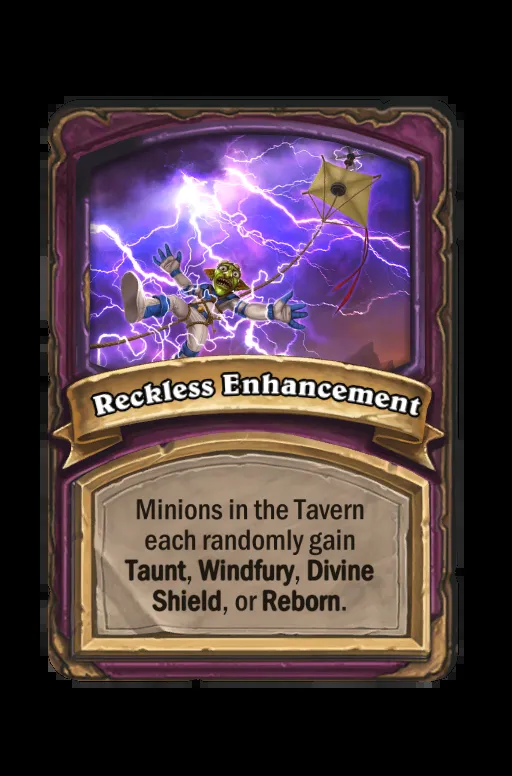 Reckless Enhancement
Minions in the Tavern
each randomly gain
Taunt, Windfury, Divine
Shield, or Reborn.